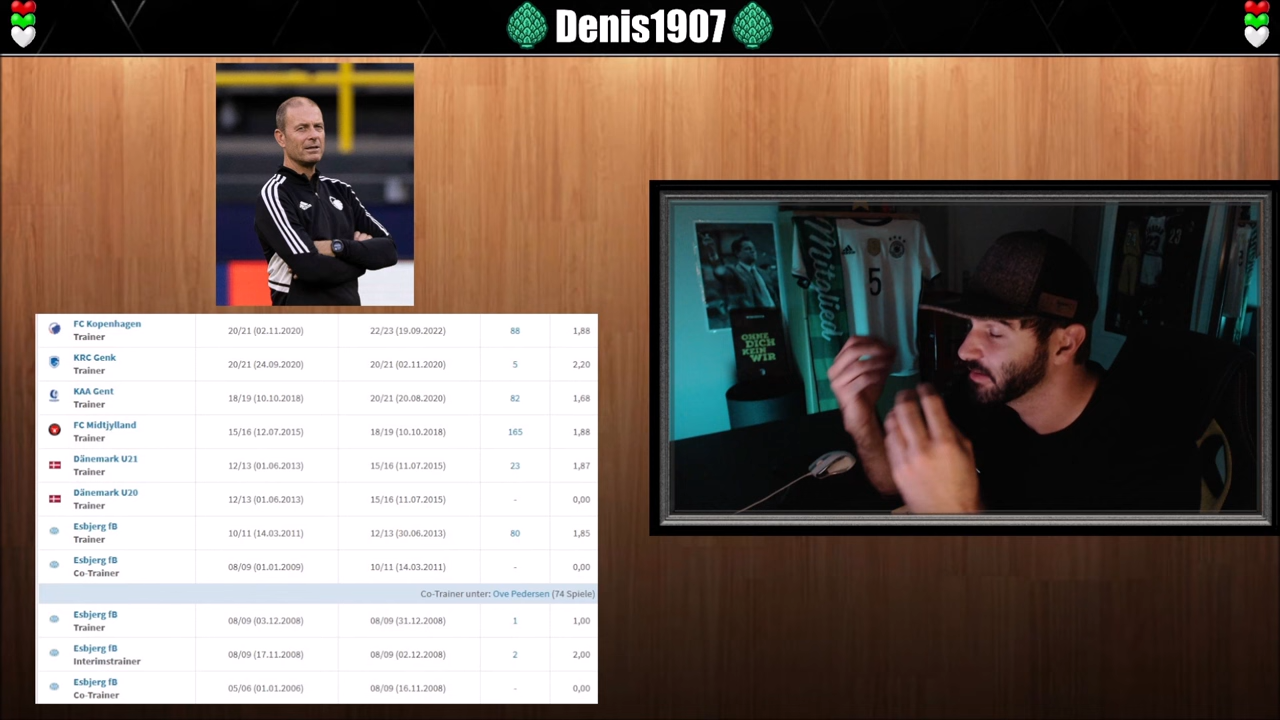 Denis1907
FC Kopenhagen
Trainer
20/21 (02.11.2020) 22/23 (19.09.2022) 88 1,88
KRC Genk
Trainer
20/21 (24.09.2020) 20/21 (02.11.2020) 5 2,20
KAA Gent
Trainer
18/19 (10.10.2018) 20/21 (20.08.2020) 82 1,68
FC Midtjylland
Trainer
15/16 (12.07.2015) 18/19 (10.10.2018) 165 1,88
Dänemark U21
Trainer
12/13 (01.06.2013) 15/16 (11.07.2015) 23 1,87
Dänemark U20
Trainer
12/13 (01.06.2013) 15/16 (11.07.2015) - 0,00
Esbjerg fB
Trainer
10/11 (14.03.2011) 12/13 (30.06.2013) 80 1,85
Esbjerg fB
Co-Trainer
08/09 (01.01.2009) 10/11 (14.03.2011) - 0,00
Co-Trainer unter: Ove Pedersen (74 Spiele)
Esbjerg fB
Trainer
08/09 (03.12.2008) 08/09 (31.12.2008) 1 1,00
Esbjerg fB
Interimstrainer
08/09 (17.11.2008) 08/09 (02.12.2008) 2 2,00
Esbjerg fB
Co-Trainer
05/06 (01.01.2006) 08/09 (16.11.2008) - 0,00
Mitglied
5
23
OHNE
DICH
KEIN
WIR